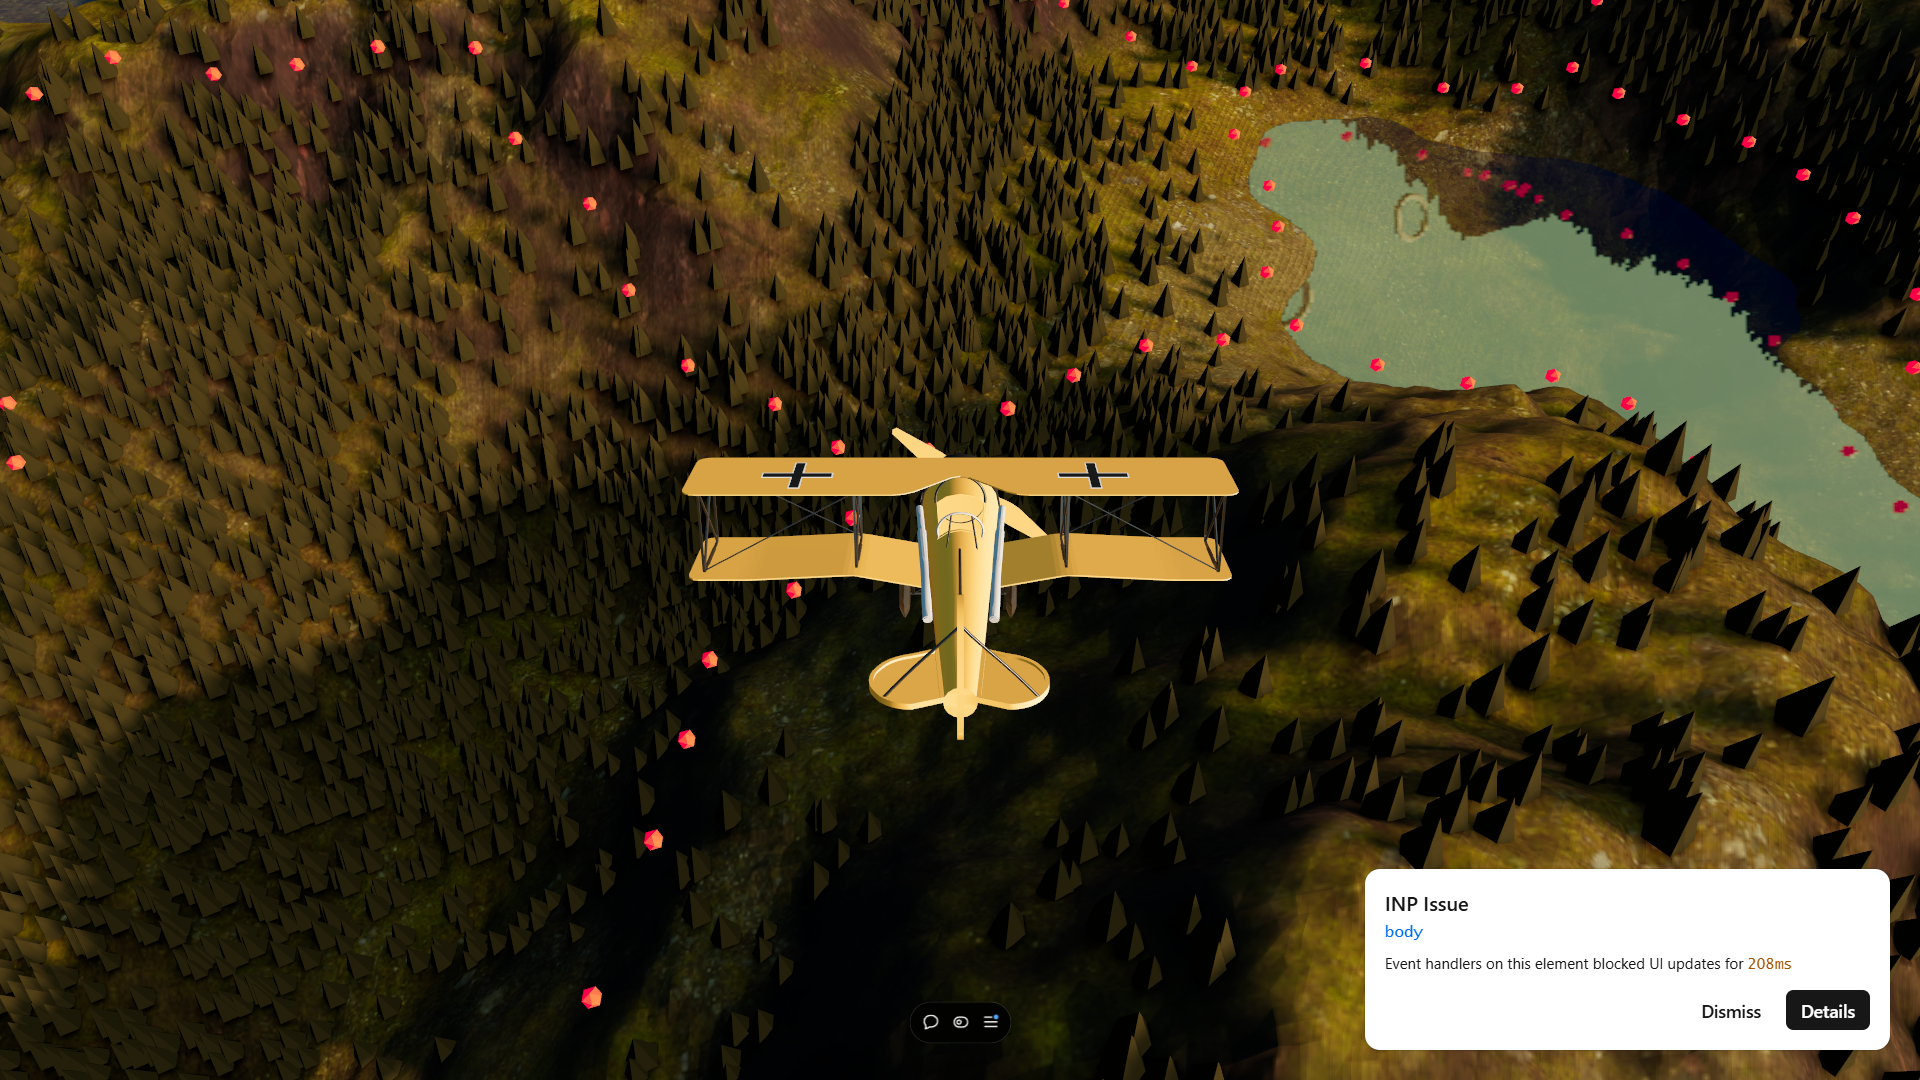 INP Issue
body
Event handlers on this element blocked UI updates for 208ms
Dismiss
Details